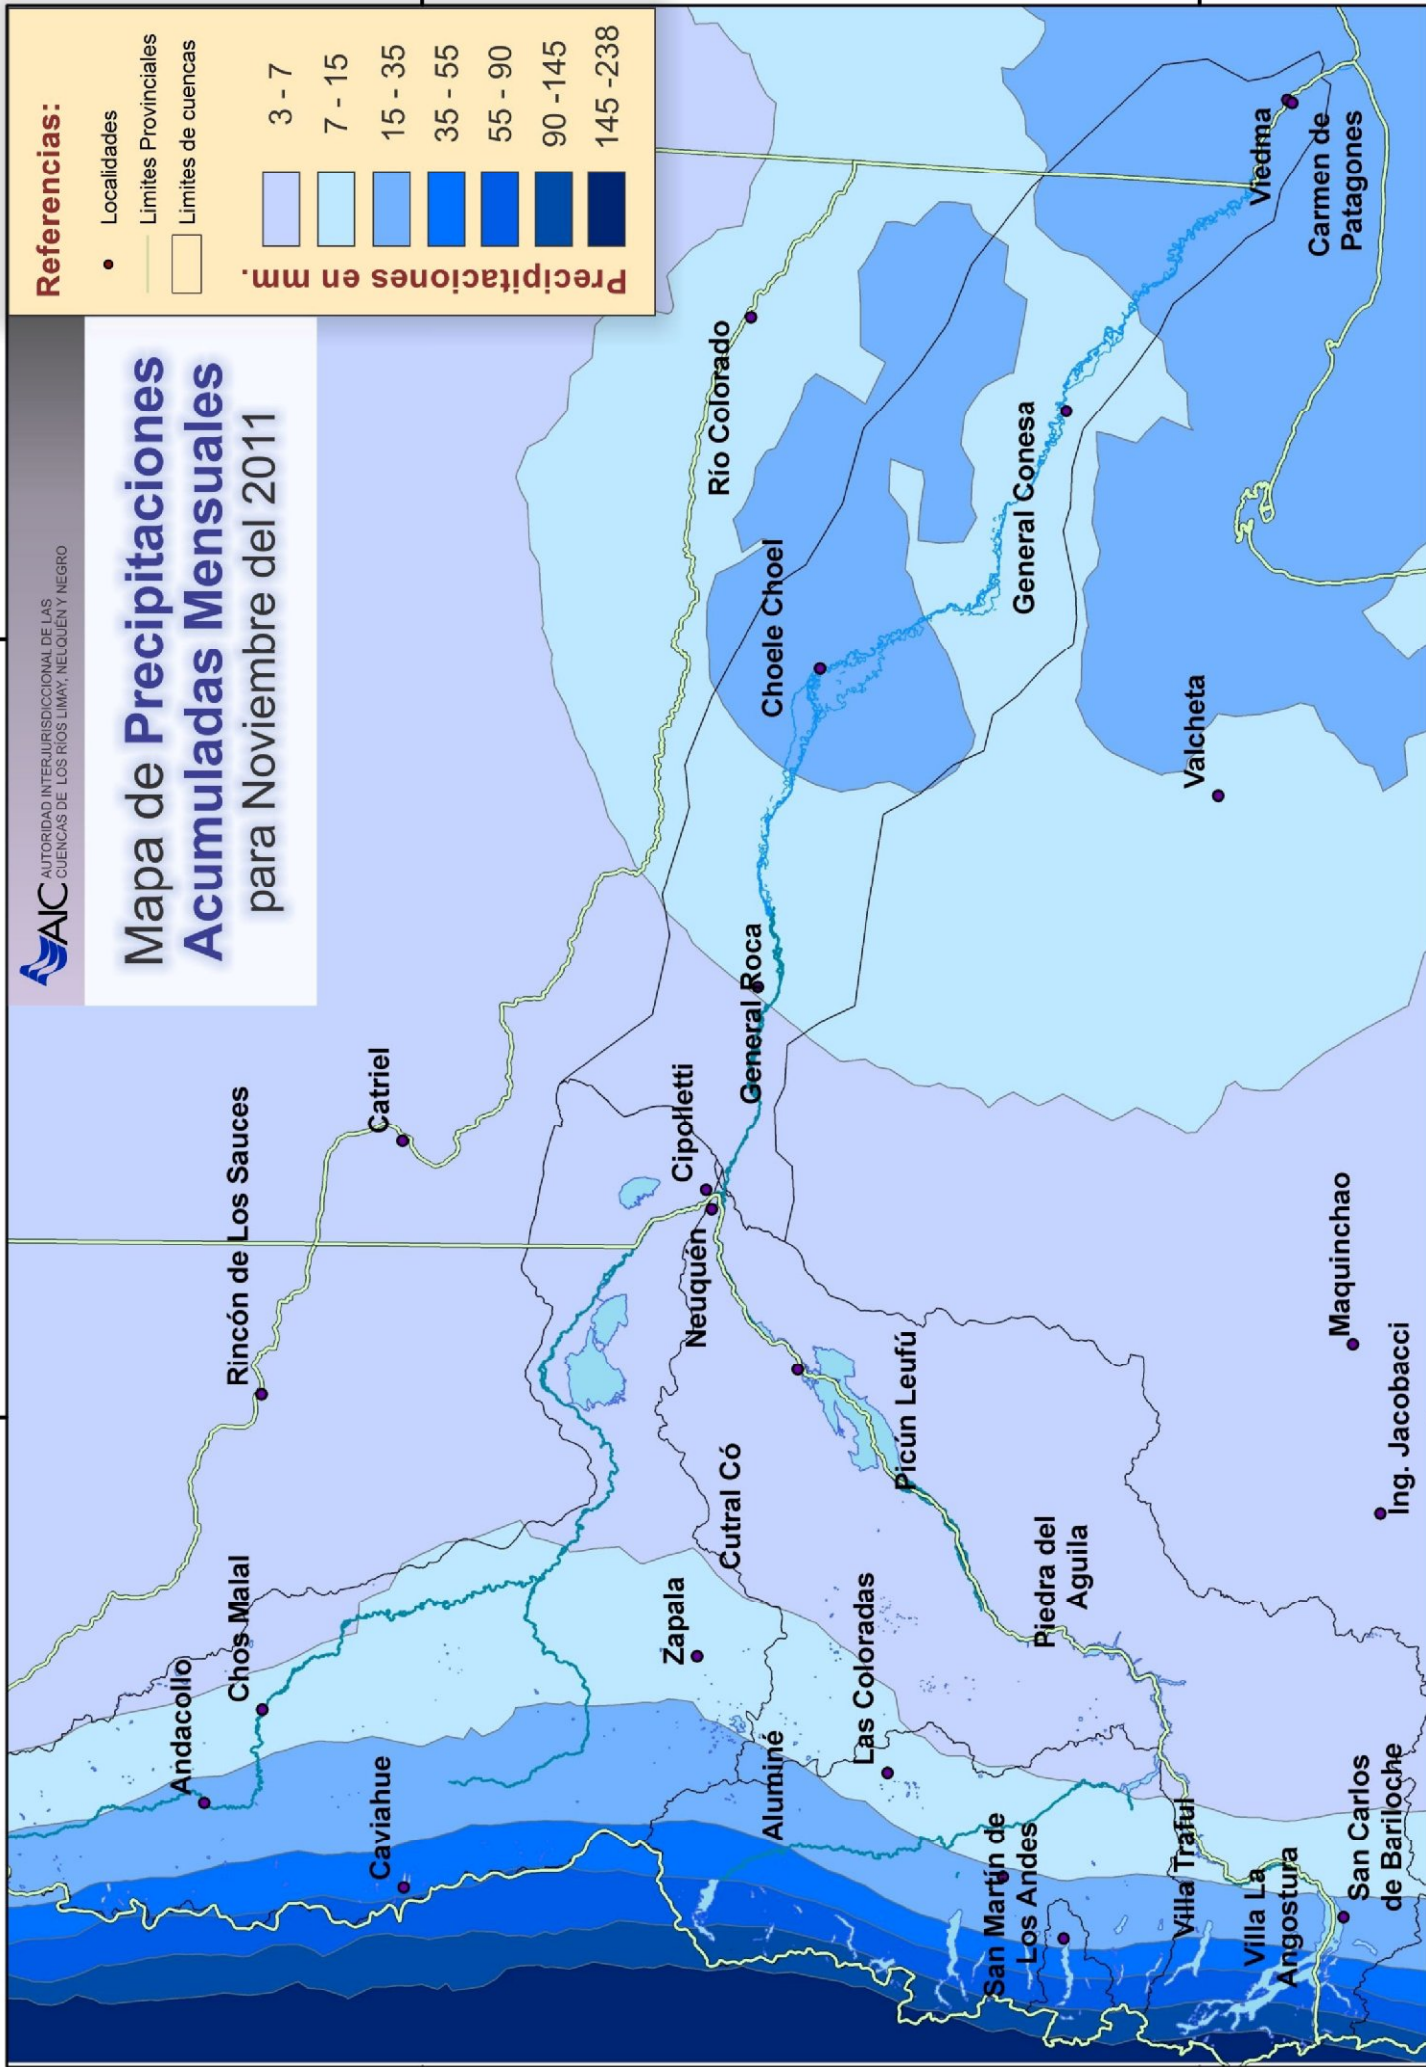 AIC
AUTORIDAD INTERJURISDICCIONAL DE LAS
CUENCAS DE LOS RÍOS LIMAY, NEUQUÉN Y NEGRO
Mapa de Precipitaciones
Acumuladas Mensuales
para Noviembre del 2011
Referencias:
Localidades
Limites Provinciales
Limites de cuencas
Precipitaciones en mm.
3 - 7
7 - 15
15 - 35
35 - 55
55 - 90
90 -145
145 -238
Rincón de Los Sauces
Catriel
Andacollo
Chos Malal
Caviahue
Zapala
Cutral Có
Neuquén
Cipolletti
General Roca
Choele Choel
Río Colorado
Aluminé
Las Coloradas
Picún Leufú
Piedra del
Aguila
General Conesa
San Martín de
Los Andes
Villa Traful
Valcheta
Viedma
Carmen de
Patagones
Villa La
Angostura
San Carlos
de Bariloche
Maquinchao
Ing. Jacobacci